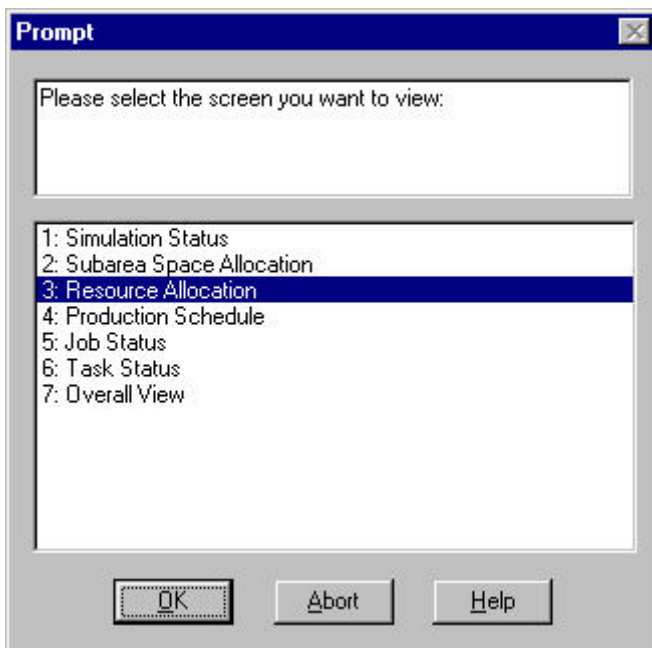 Prompt
Please select the screen you want to view:
1: Simulation Status
2: Subarea Space Allocation
3: Resource Allocation
4: Production Schedule
5: Job Status
6: Task Status
7: Overall View
OK Abort Help